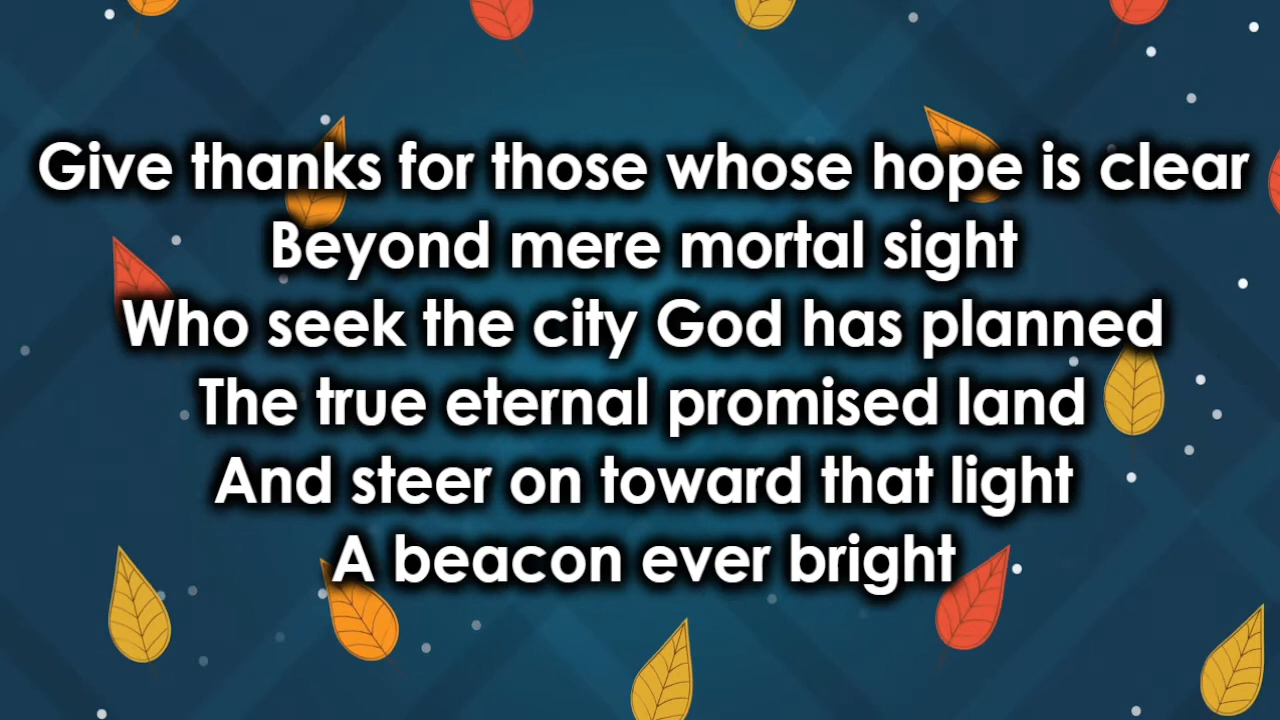 Give thanks for those whose hope is clear
Beyond mere mortal sight
Who seek the city God has planned
The true eternal promised land
And steer on toward that light
A beacon ever bright